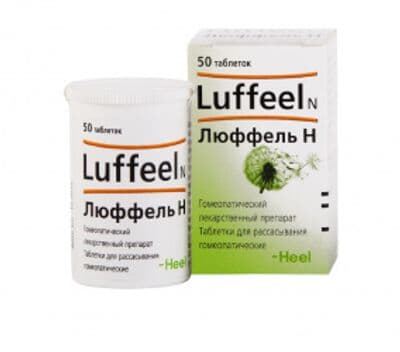 50 таблеток
Luffeel N
Люффель Н
Гомеопатический
лекарственный препарат
Таблетки для рассасывания
гомеопатические
-Heel
50 таблеток
Luffeel N
Люффель Н
Гомеопатический
лекарственный препарат
Таблетки для рассасывания
гомеопатические
-Heel